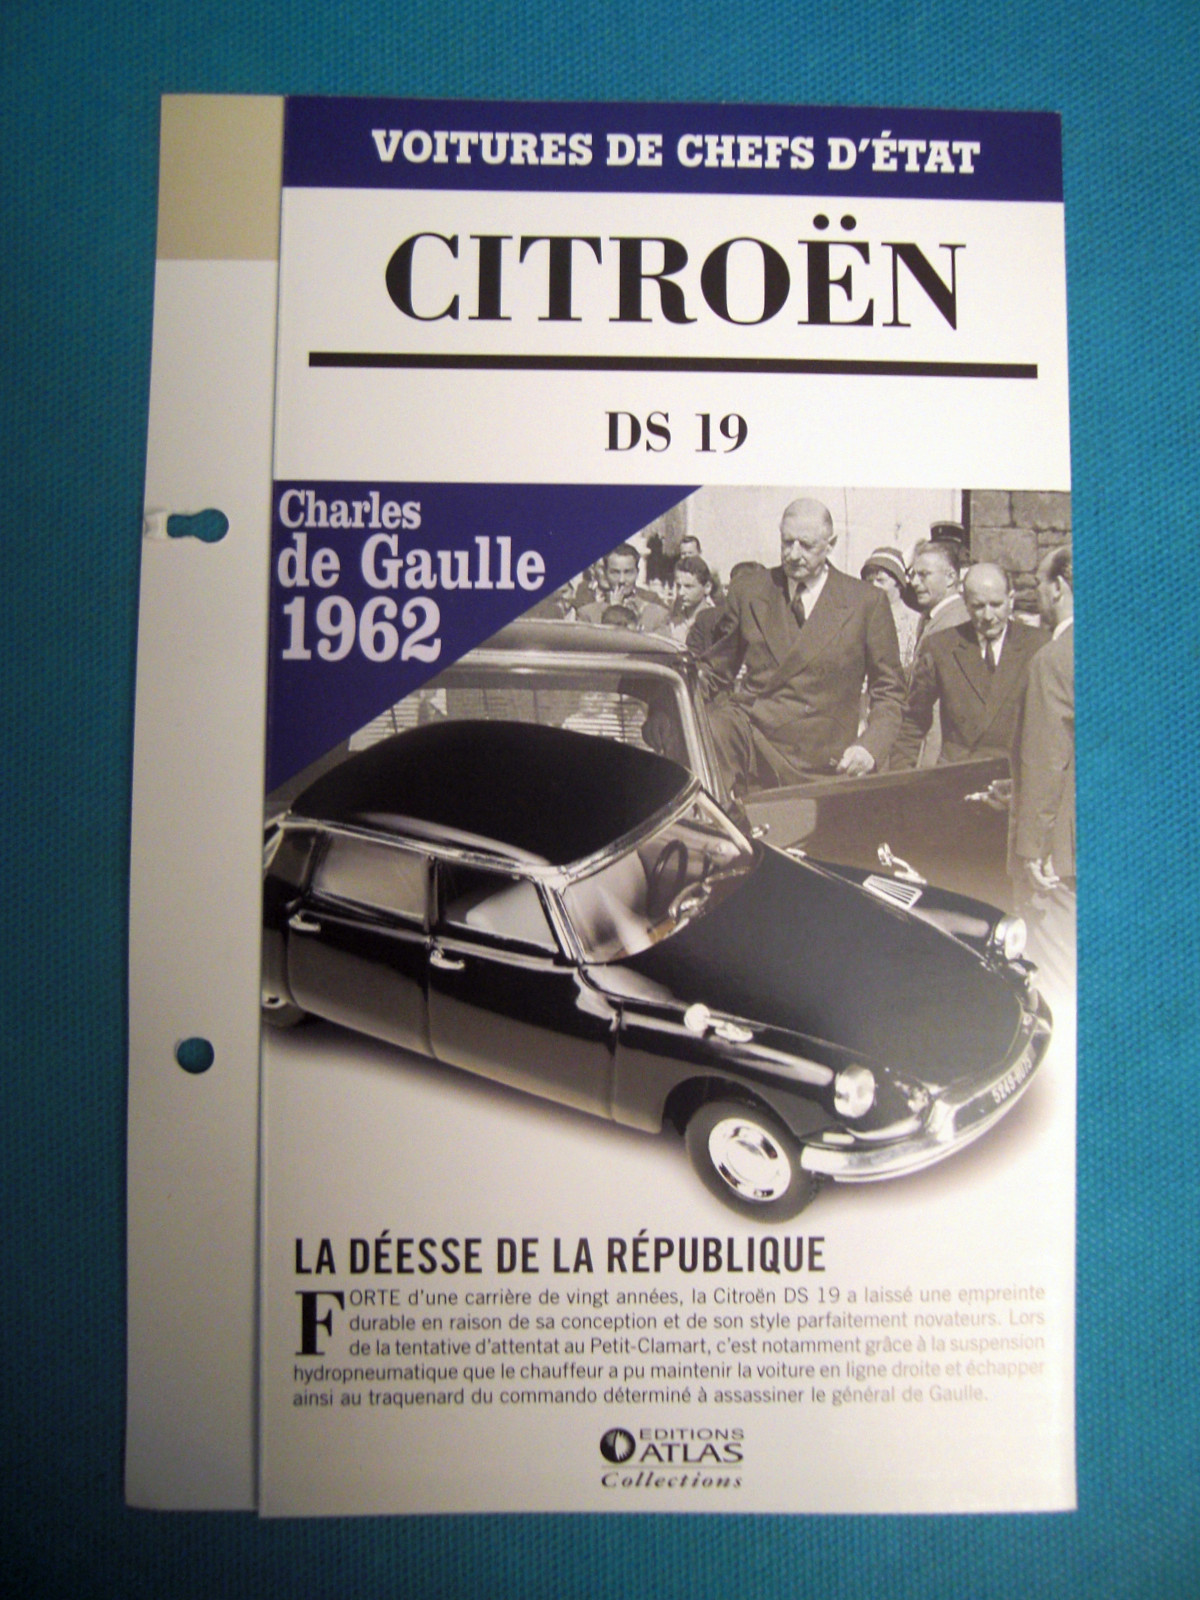 VOITURES DE CHEFS D'ÉTAT
CITROËN
DS 19
Charles
de Gaulle
1962
LA DÉESSE DE LA RÉPUBLIQUE
FORTE d'une carrière de vingt années, la Citroën DS 19 a laissé une empreinte
durable en raison de sa conception et de son style parfaitement novateurs. Lors
de la tentative d'attentat au Petit-Clamart, c'est notamment grâce à la suspension
hydropneumatique que le chauffeur a pu maintenir la voiture en ligne droite et échapper
ainsi au traquenard du commando déterminé à assassiner le général de Gaulle.
EDITIONS
ATLAS
Collections